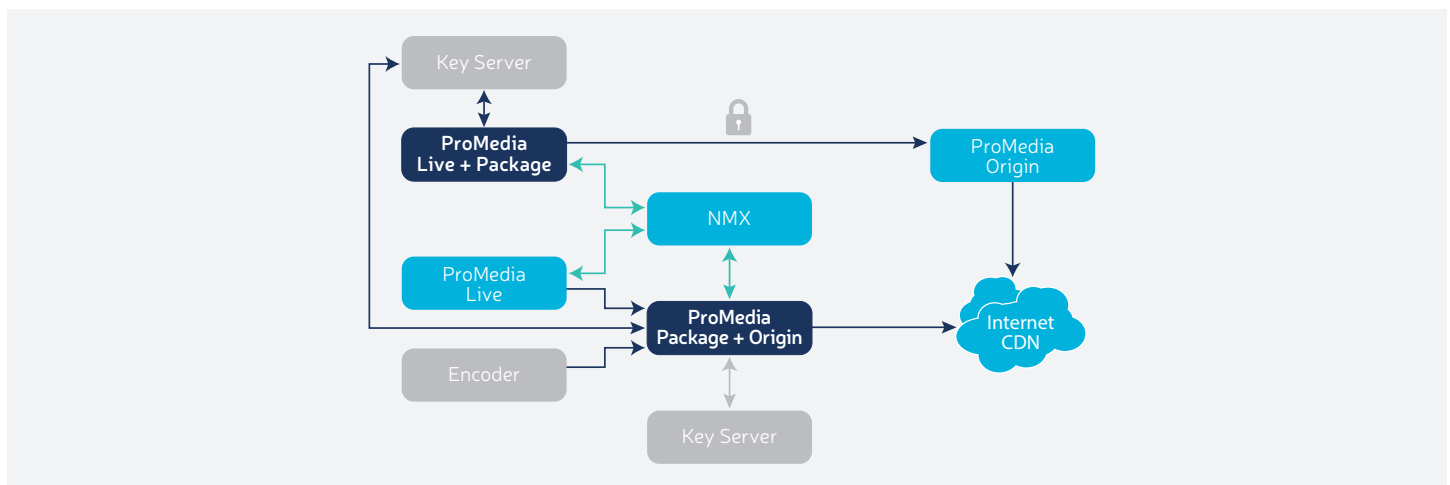 Key Server
ProMedia
Live + Package
ProMedia
Origin
NMX
ProMedia
Live
ProMedia
Package + Origin
Internet
CDN
Encoder
Key Server